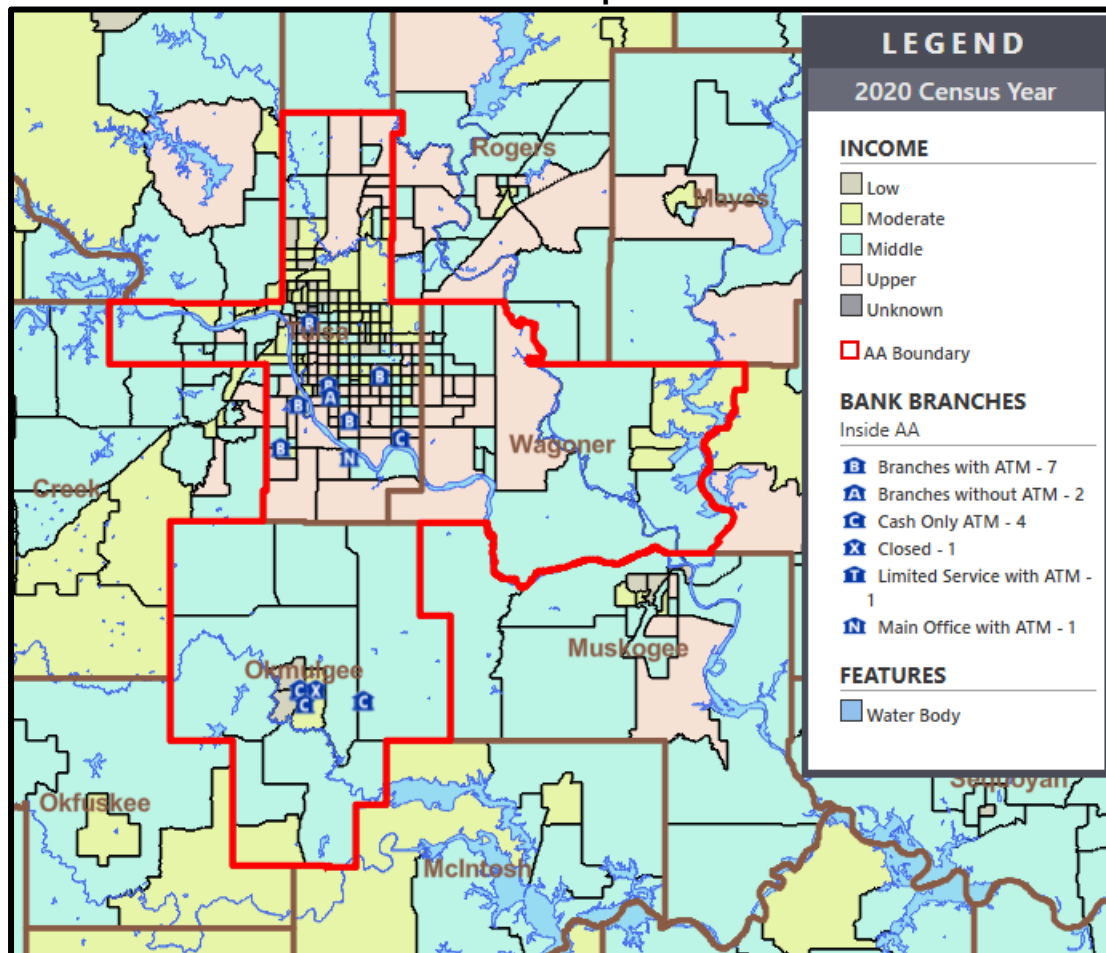 LEGEND
2020 Census Year
INCOME
Low
Moderate
Middle
Upper
Unknown
AA Boundary
BANK BRANCHES
Inside AA
B Branches with ATM - 7
A Branches without ATM - 2
C Cash Only ATM - 4
X Closed - 1
T Limited Service with ATM -
1
N Main Office with ATM - 1
FEATURES
Water Body
Rogers
Mayes
B
Tulsa
B
A
B
B
B
C
B
N
Wagoner
Creek
Muskogee
Okmulgee
C
X
C
C
Okfuskee
McIntosh
Sequoyah